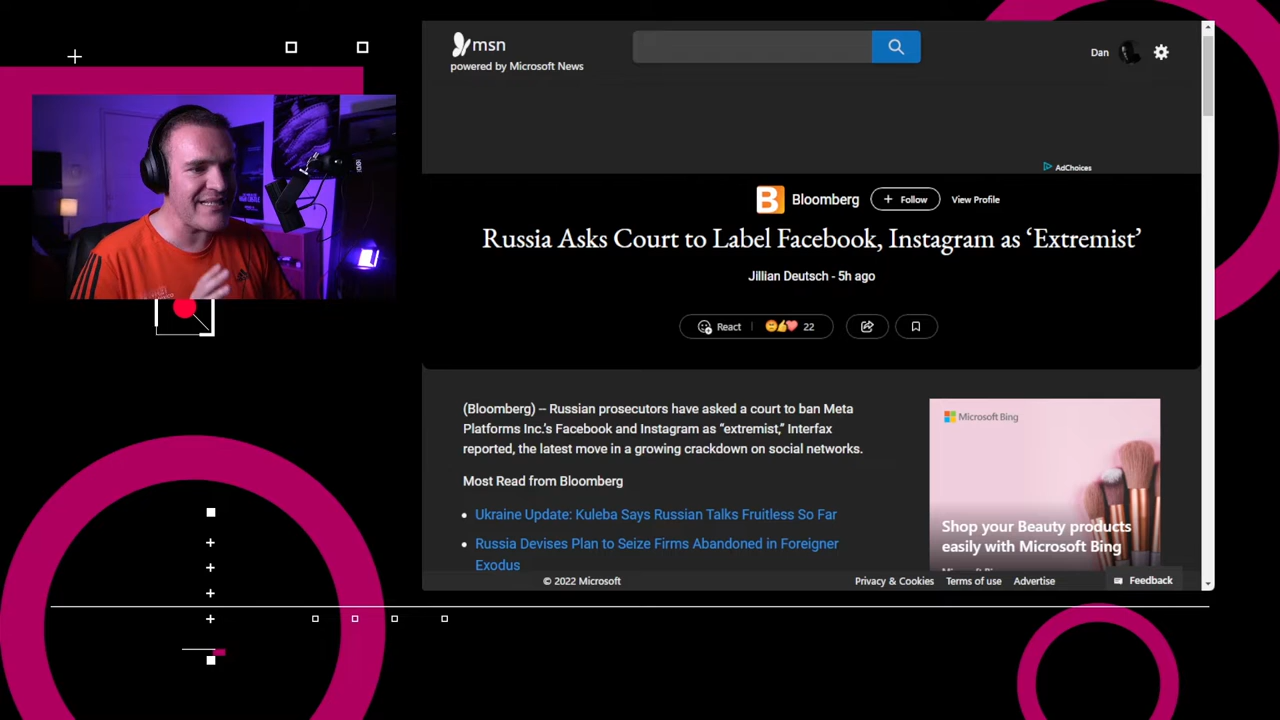 msn
powered by Microsoft News
Dan
AdChoices
B Bloomberg
+ Follow
View Profile
Russia Asks Court to Label Facebook, Instagram as ‘Extremist’
Jillian Deutsch - 5h ago
React
22
(Bloomberg) -- Russian prosecutors have asked a court to ban Meta
Platforms Inc.’s Facebook and Instagram as “extremist,” Interfax
reported, the latest move in a growing crackdown on social networks.
Most Read from Bloomberg
Ukraine Update: Kuleba Says Russian Talks Fruitless So Far
Russia Devises Plan to Seize Firms Abandoned in Foreigner
Exodus
Microsoft Bing
Shop your Beauty products
easily with Microsoft Bing
© 2022 Microsoft
Privacy & Cookies
Terms of use
Advertise
Feedback